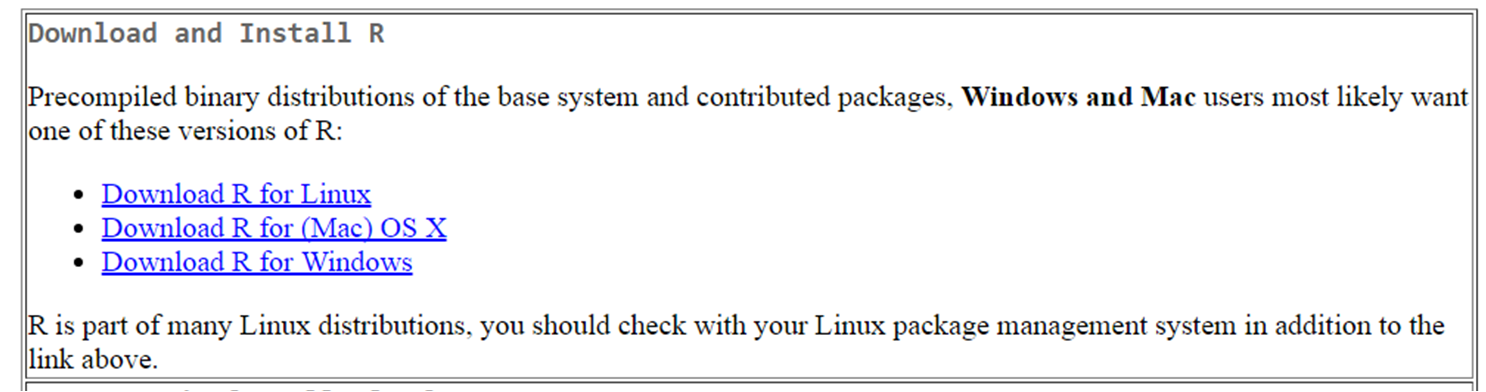 Download and Install R
Precompiled binary distributions of the base system and contributed packages, Windows and Mac users most likely want
one of these versions of R:
Download R for Linux
Download R for (Mac) OS X
Download R for Windows
R is part of many Linux distributions, you should check with your Linux package management system in addition to the
link above.